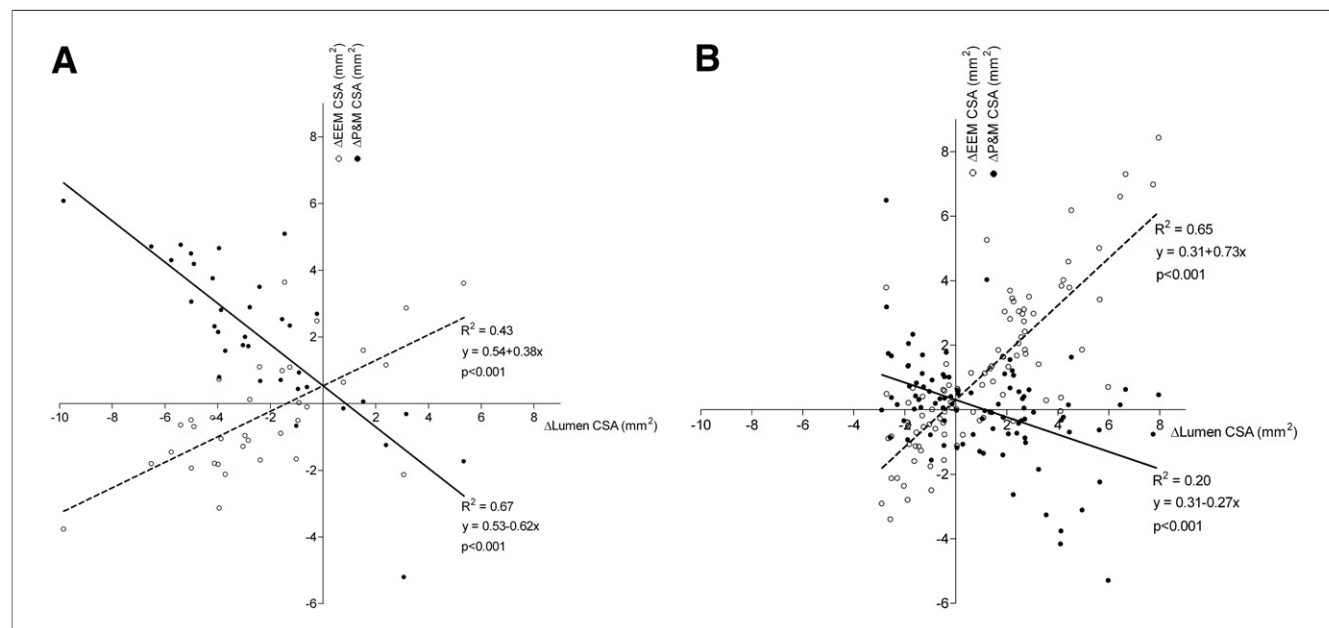 A
○ ΔEEM CSA (mm²)
● ΔP&M CSA (mm²)
8
6
4
2
-2
-4
-6
-10
-8
-6
-4
-2
2
4
6
8
ΔLumen CSA (mm²)
R² = 0.43
y = 0.54+0.38x
p<0.001
R² = 0.67
y = 0.53-0.62x
p<0.001
B
○ ΔEEM CSA (mm²)
● ΔP&M CSA (mm²)
8
6
4
2
-2
-4
-6
-10
-8
-6
-4
-2
2
4
6
8
ΔLumen CSA (mm²)
R² = 0.65
y = 0.31+0.73x
p<0.001
R² = 0.20
y = 0.31-0.27x
p<0.001